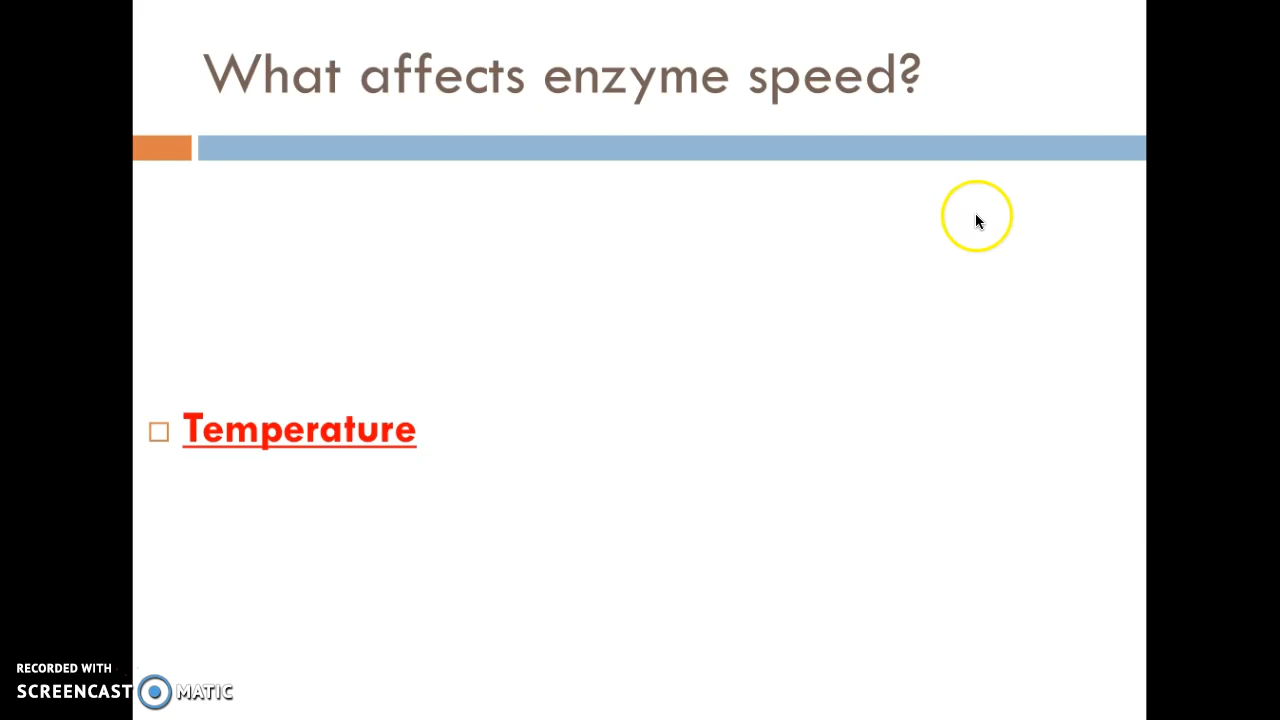 What affects enzyme speed?
Temperature
RECORDED WITH
SCREENCAST MATIC